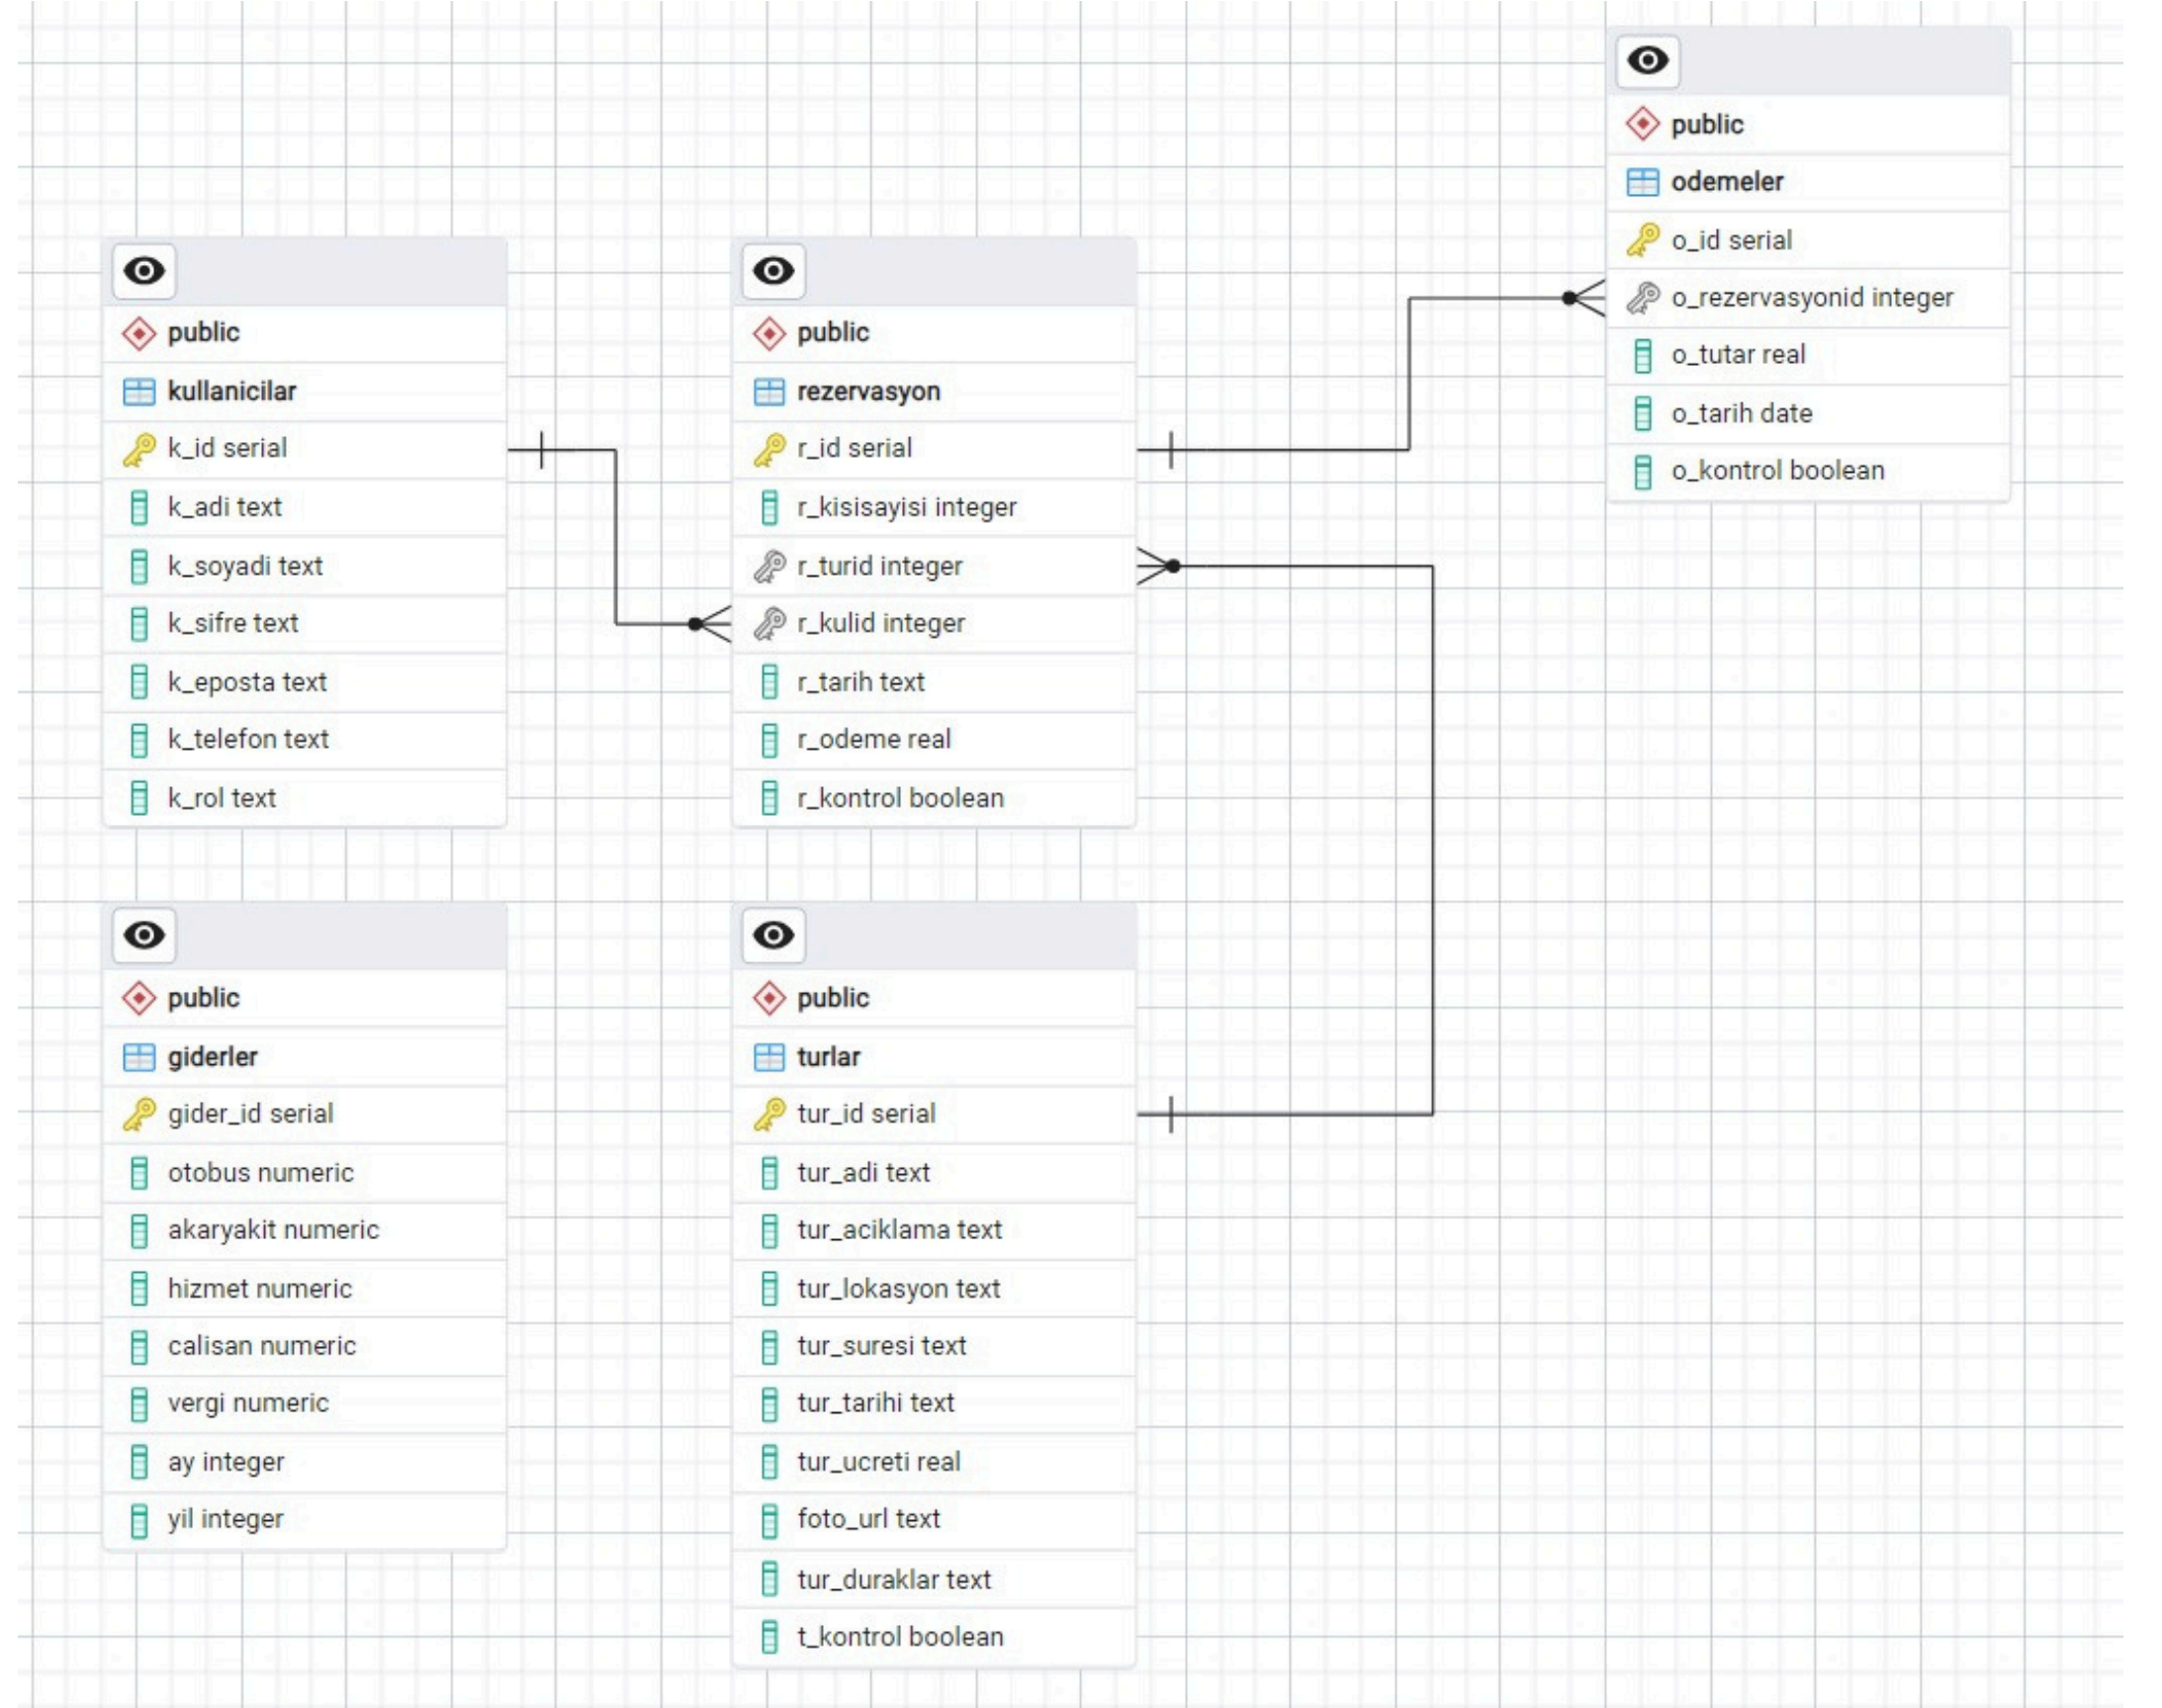 public
kullanicilar
k_id serial
k_adi text
k_soyadi text
k_sifre text
k_eposta text
k_telefon text
k_rol text
public
rezervasyon
r_id serial
r_kisisayisi integer
r_turid integer
r_kulid integer
r_tarih text
r_odeme real
r_kontrol boolean
public
odemeler
o_id serial
o_rezervasyonid integer
o_tutar real
o_tarih date
o_kontrol boolean
public
giderler
gider_id serial
otobus numeric
akaryakit numeric
hizmet numeric
calisan numeric
vergi numeric
ay integer
yil integer
public
turlar
tur_id serial
tur_adi text
tur_aciklama text
tur_lokasyon text
tur_suresi text
tur_tarihi text
tur_ucreti real
foto_url text
tur_duraklar text
t_kontrol boolean